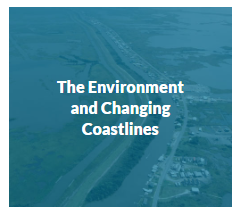 The Environment
and Changing
Coastlines